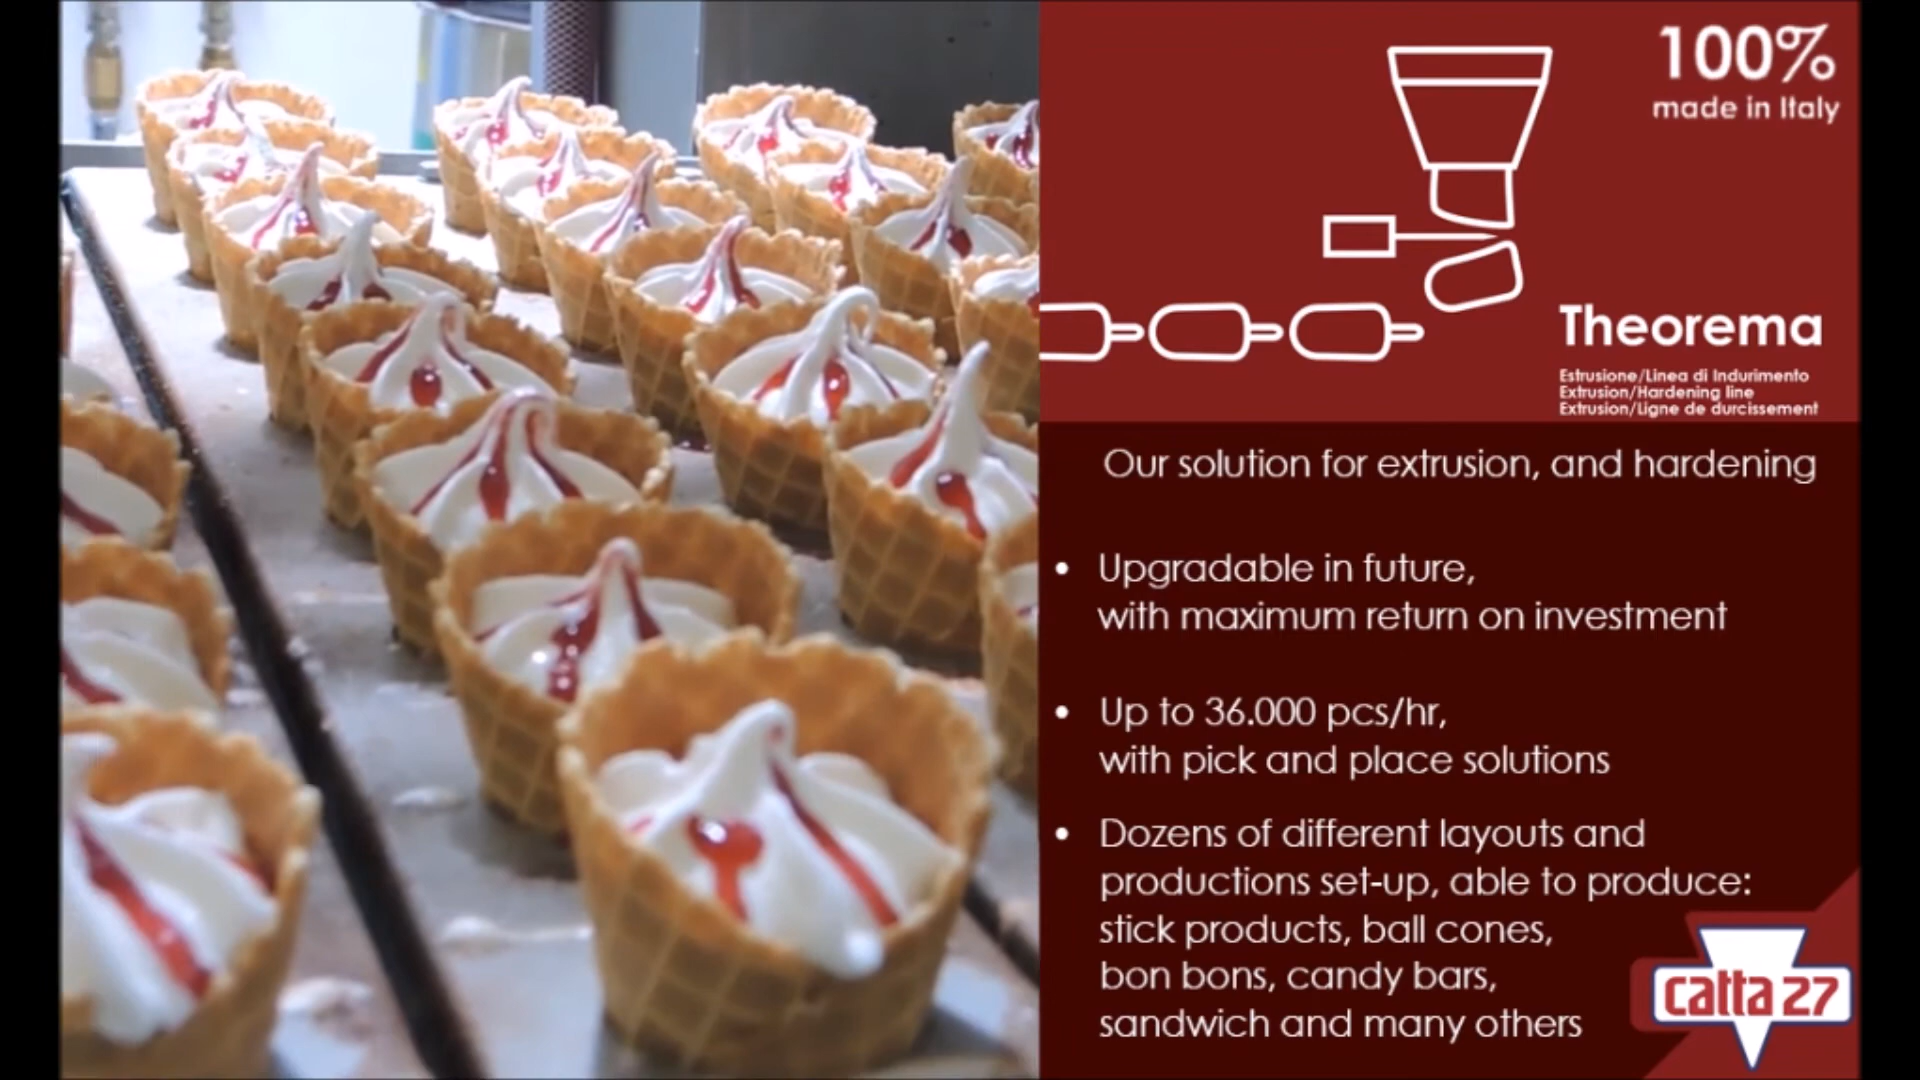 100%
made in Italy
Theorema
Estrusione/Linea di Indurimento
Extrusion/Hardening line
Extrusion/Ligne de durcissement
Our solution for extrusion, and hardening
• Upgradable in future,
with maximum return on investment
• Up to 36.000 pcs/hr,
with pick and place solutions
• Dozens of different layouts and
productions set-up, able to produce:
stick products, ball cones,
bon bons, candy bars,
sandwich and many others
catta 27